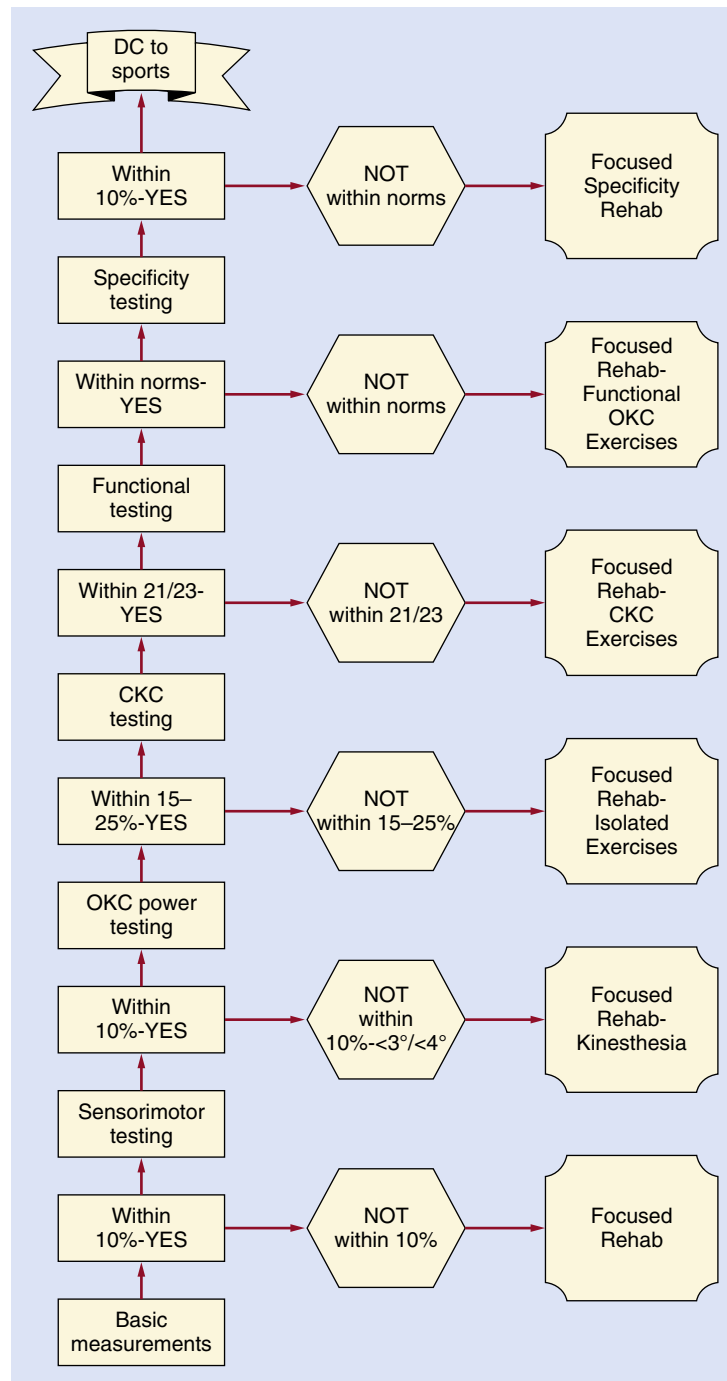 DC to
sports
Within
10%-YES
NOT
within norms
Focused
Specificity
Rehab
Specificity
testing
Within norms-
YES
NOT
within norms
Focused
Rehab-
Functional
OKC
Exercises
Functional
testing
Within 21/23-
YES
NOT
within 21/23
Focused
Rehab-
CKC
Exercises
CKC
testing
Within 15–
25%-YES
NOT
within 15–25%
Focused
Rehab-
Isolated
Exercises
OKC power
testing
Within
10%-YES
NOT
within
10%-<3°/<4°
Focused
Rehab-
Kinesthesia
Sensorimotor
testing
Within
10%-YES
NOT
within 10%
Focused
Rehab
Basic
measurements